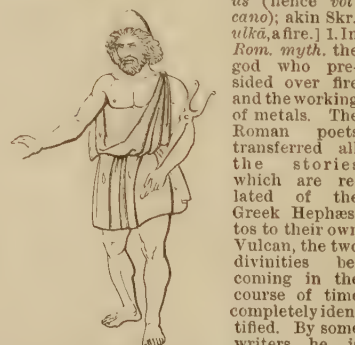 us (hence vol
cano); akin Skr.
ulkā, a fire.] 1. In
Rom. myth. the
god who pre-
sided over fire
and the working
of metals. The
Roman poets
transferred all
the stories
which are re
lated of the
Greek Hephæs
tos to their own
Vulcan, the two
divinities be
coming in the
course of time
completely iden
tified. By some
writers he is